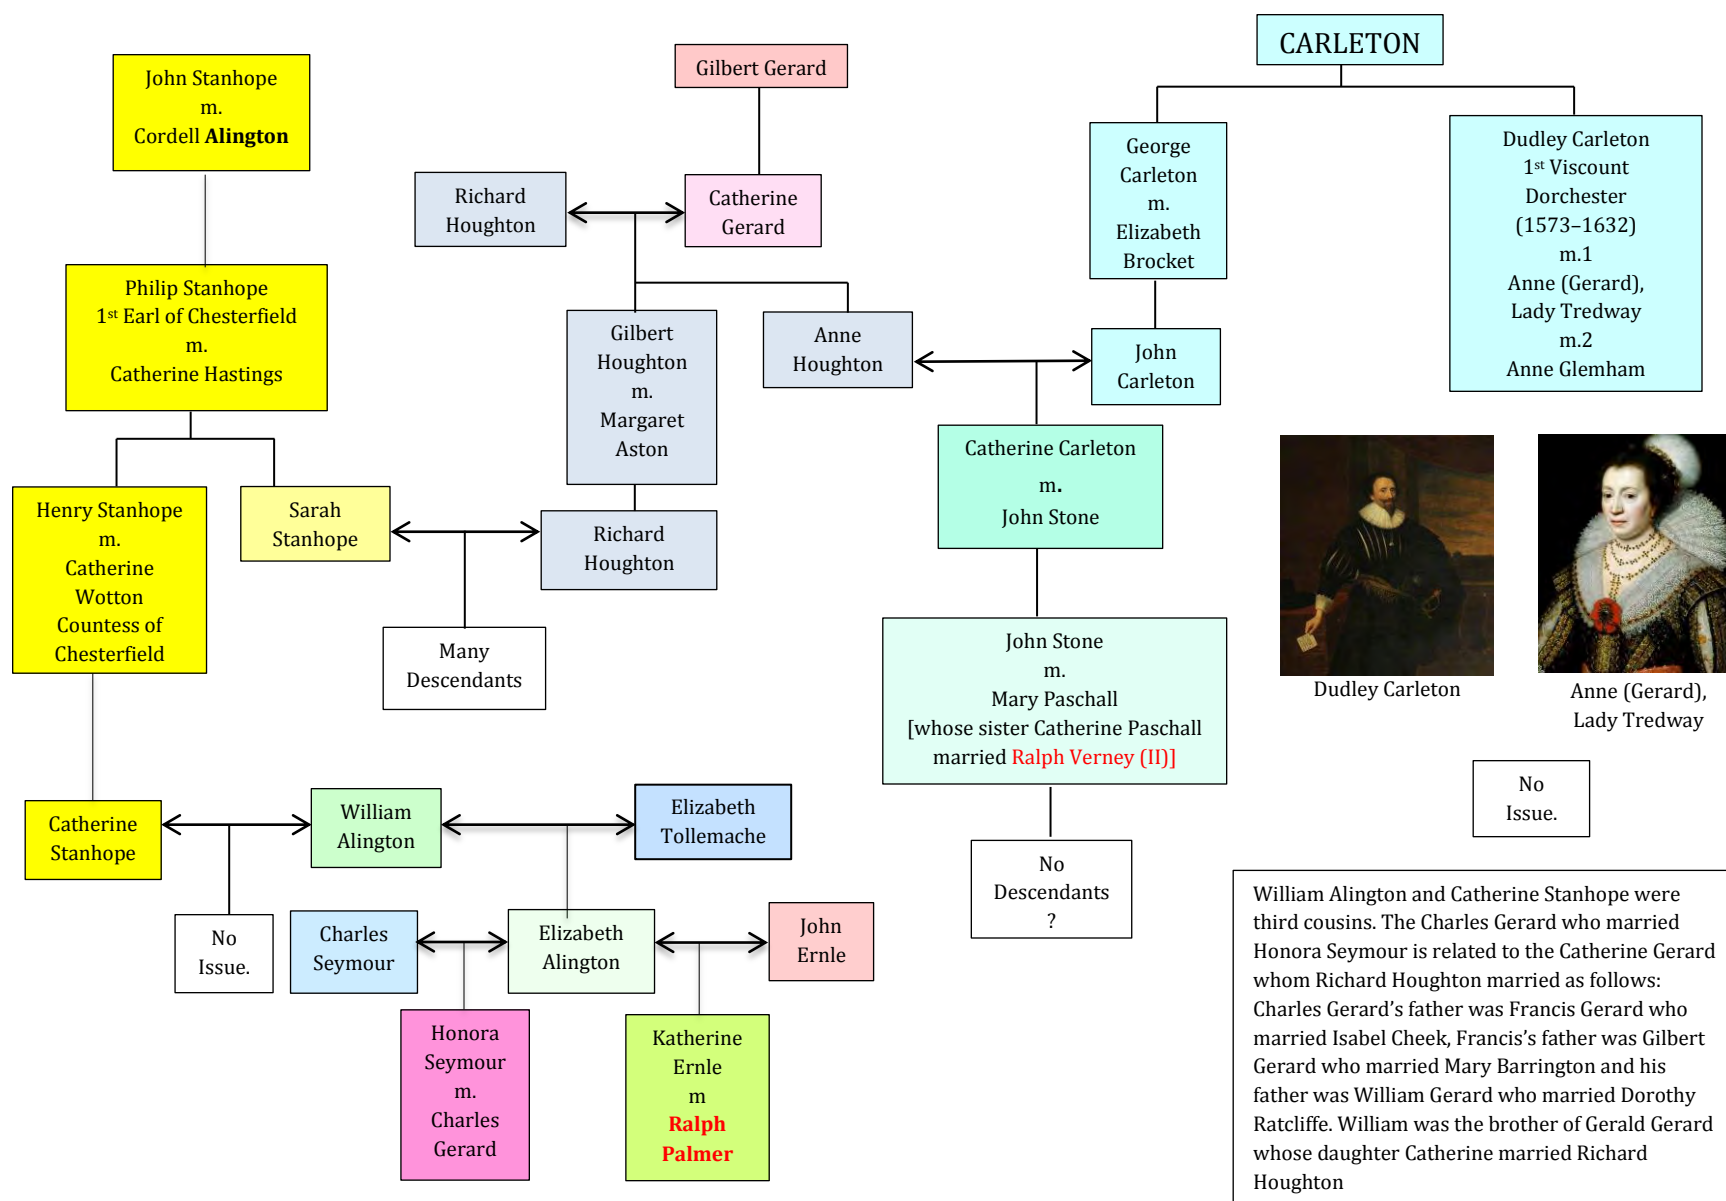 CARLETON
John Stanhope
m.
Cordell Alington
Gilbert Gerard
George
Carleton
m.
Elizabeth
Brocket
Dudley Carleton
1st Viscount
Dorchester
(1573–1632)
m.1
Anne (Gerard),
Lady Tredway
m.2
Anne Glemham
Richard
Houghton
Catherine
Gerard
Philip Stanhope
1st Earl of Chesterfield
m.
Catherine Hastings
Gilbert
Houghton
m.
Margaret
Aston
Anne
Houghton
John
Carleton
Catherine Carleton
m.
John Stone
Henry Stanhope
m.
Catherine
Wotton
Countess of
Chesterfield
Sarah
Stanhope
Richard
Houghton
Many
Descendants
John Stone
m.
Mary Paschall
[whose sister Catherine Paschall
married Ralph Verney (II)]
Dudley Carleton
Anne (Gerard),
Lady Tredway
No
Issue.
Catherine
Stanhope
William
Alington
Elizabeth
Tollemache
No
Descendants
?
No
Issue.
Charles
Seymour
Elizabeth
Alington
John
Ernle
Honora
Seymour
m.
Charles
Gerard
Katherine
Ernle
m
Ralph
Palmer
William Alington and Catherine Stanhope were
third cousins. The Charles Gerard who married
Honora Seymour is related to the Catherine Gerard
whom Richard Houghton married as follows:
Charles Gerard’s father was Francis Gerard who
married Isabel Cheek, Francis’s father was Gilbert
Gerard who married Mary Barrington and his
father was William Gerard who married Dorothy
Ratcliffe. William was the brother of Gerald Gerard
whose daughter Catherine married Richard
Houghton